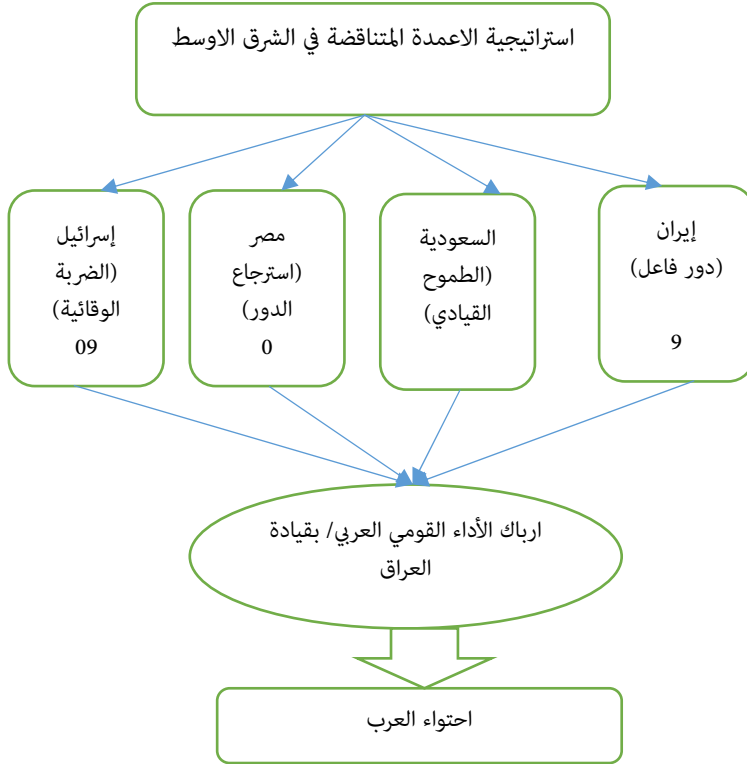 استراتيجية الاعمدة المتناقضة في الشرق الاوسط
إيران
(دور فاعل)
9
السعودية
(الطموح
القيادي)
مصر
(استرجاع
الدور)
0
إسرائيل
(الضربة
الوقائية)
09
ارباك الأداء القومي العربي/ بقيادة
العراق
احتواء العرب